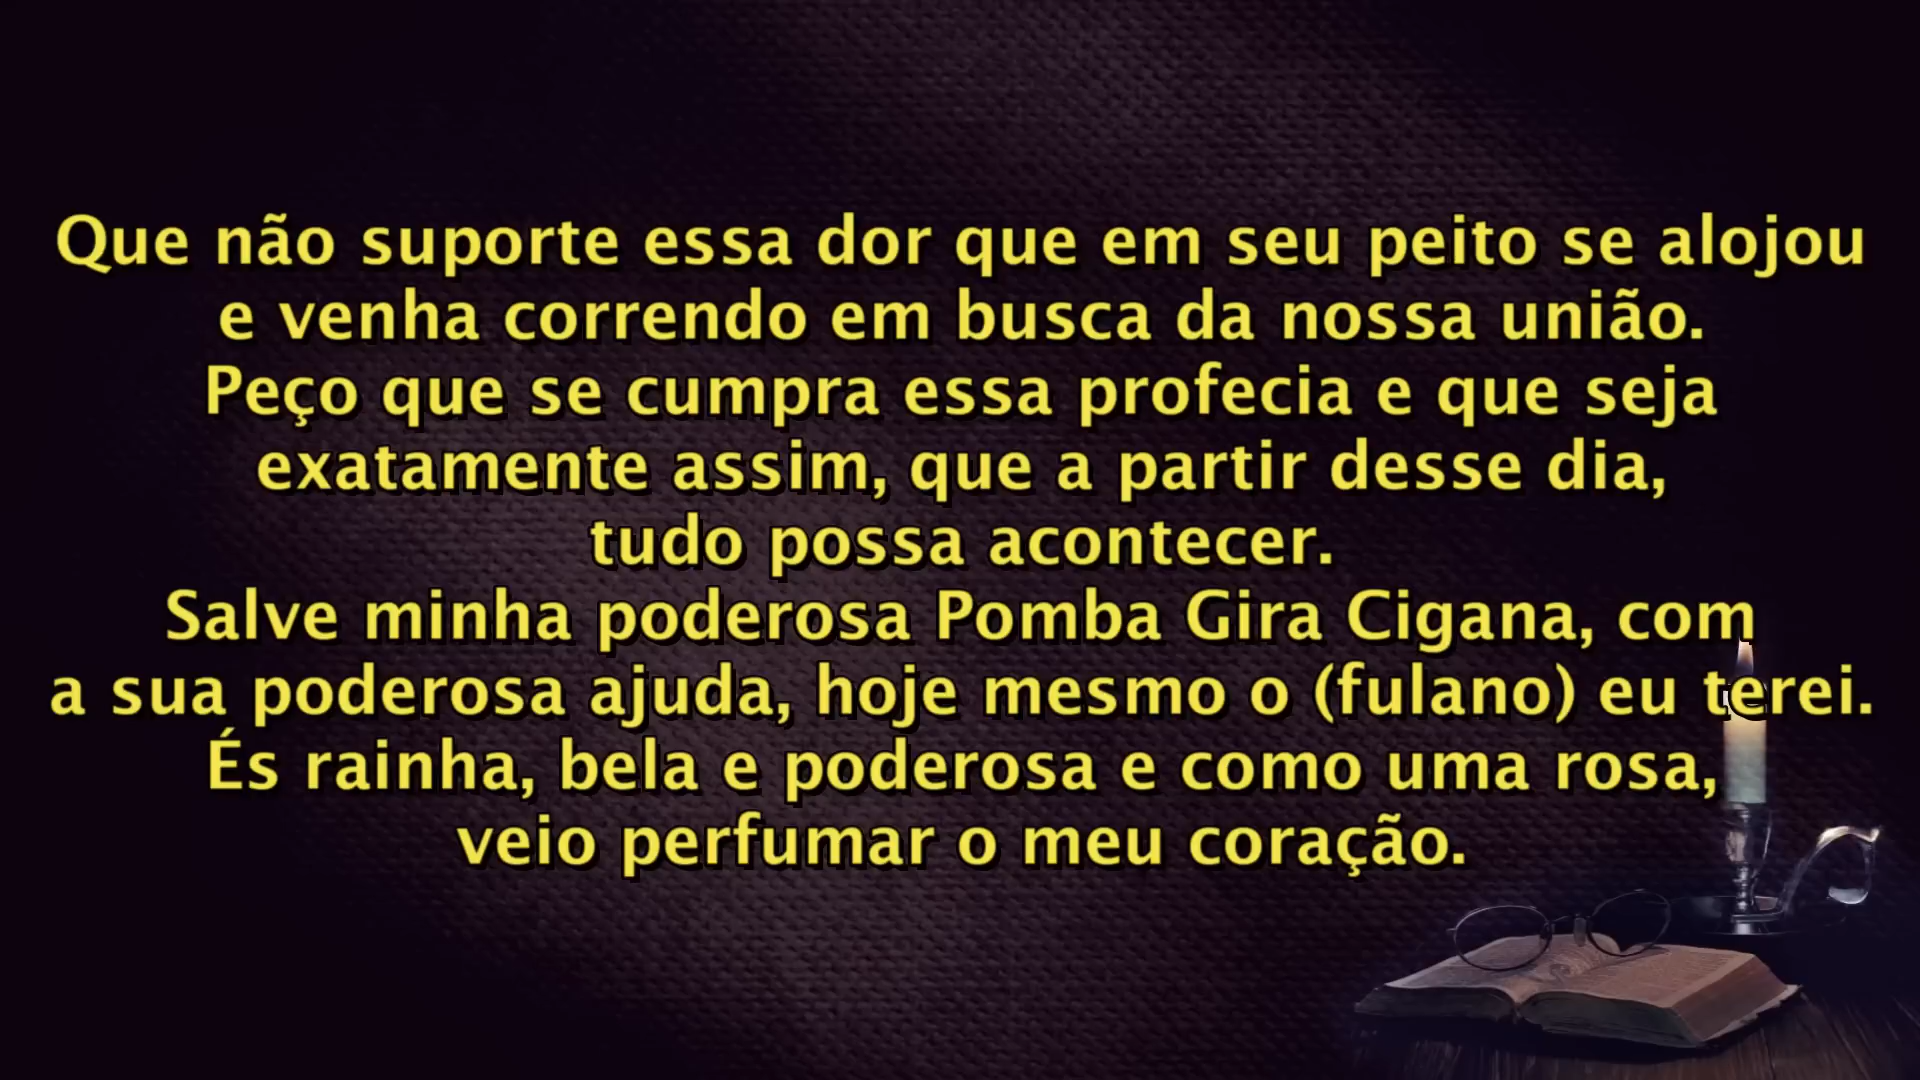 Que não suporte essa dor que em seu peito se alojou
e venha correndo em busca da nossa união.
Peço que se cumpra essa profecia e que seja
exatamente assim, que a partir desse dia,
tudo possa acontecer.
Salve minha poderosa Pomba Gira Cigana, com
a sua poderosa ajuda, hoje mesmo o (fulano) eu terei.
És rainha, bela e poderosa e como uma rosa,
veio perfumar o meu coração.